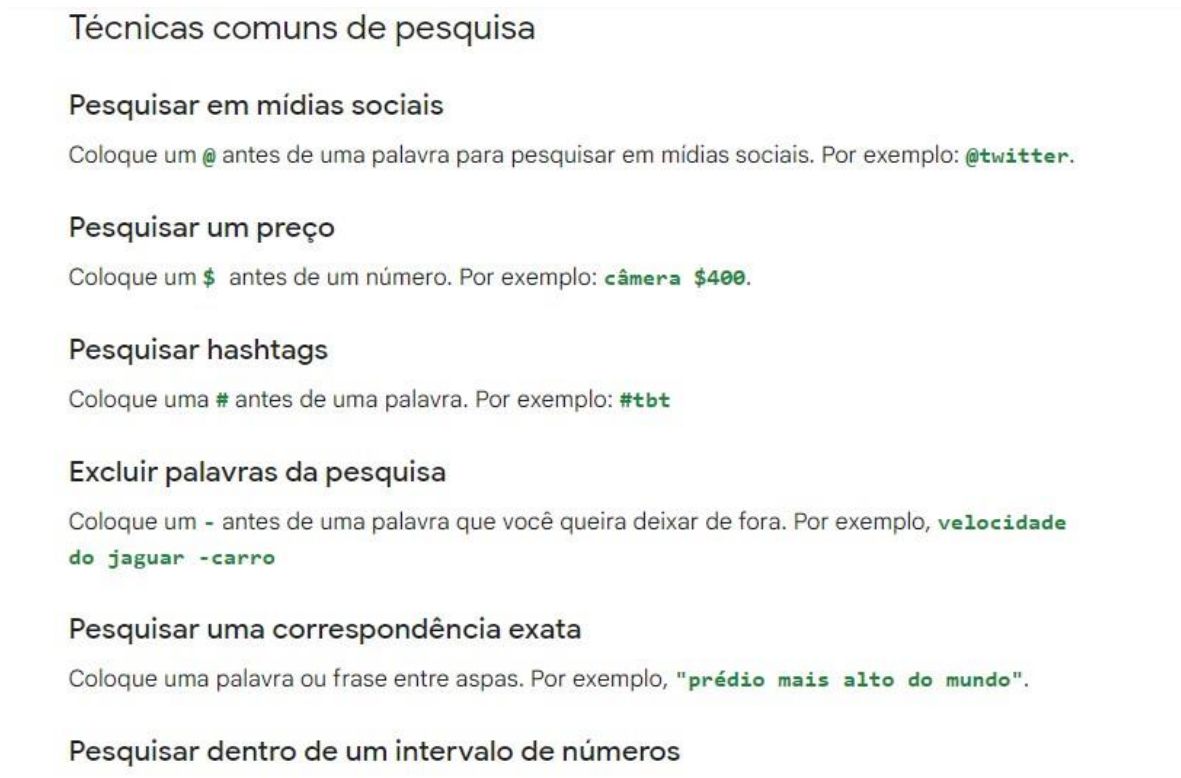 Técnicas comuns de pesquisa
Pesquisar em mídias sociais
Coloque um @ antes de uma palavra para pesquisar em mídias sociais. Por exemplo: @twitter.
Pesquisar um preço
Coloque um $ antes de um número. Por exemplo: câmera $400.
Pesquisar hashtags
Coloque uma # antes de uma palavra. Por exemplo: #tbt
Excluir palavras da pesquisa
Coloque um - antes de uma palavra que você queira deixar de fora. Por exemplo, velocidade
do jaguar -carro
Pesquisar uma correspondência exata
Coloque uma palavra ou frase entre aspas. Por exemplo, "prédio mais alto do mundo".
Pesquisar dentro de um intervalo de números